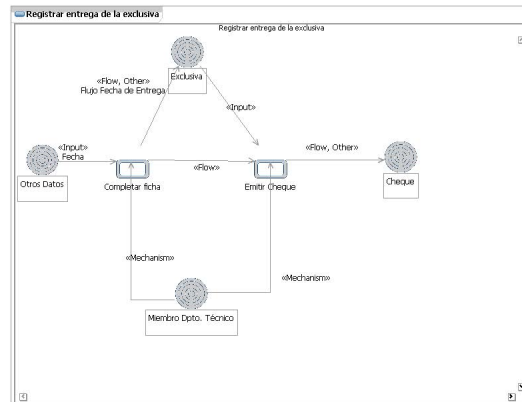 Registrar entrega de la exclusiva
Registrar entrega de la exclusiva
Exclusiva
«Flow, Other»
Flujo Fecha de Entrega
«Input»
«Input»
Fecha
«Flow, Other»
«Flow»
Otros Datos
Completar ficha
Emitir Cheque
Cheque
«Mechanism»
«Mechanism»
Miembro Dpto. Técnico